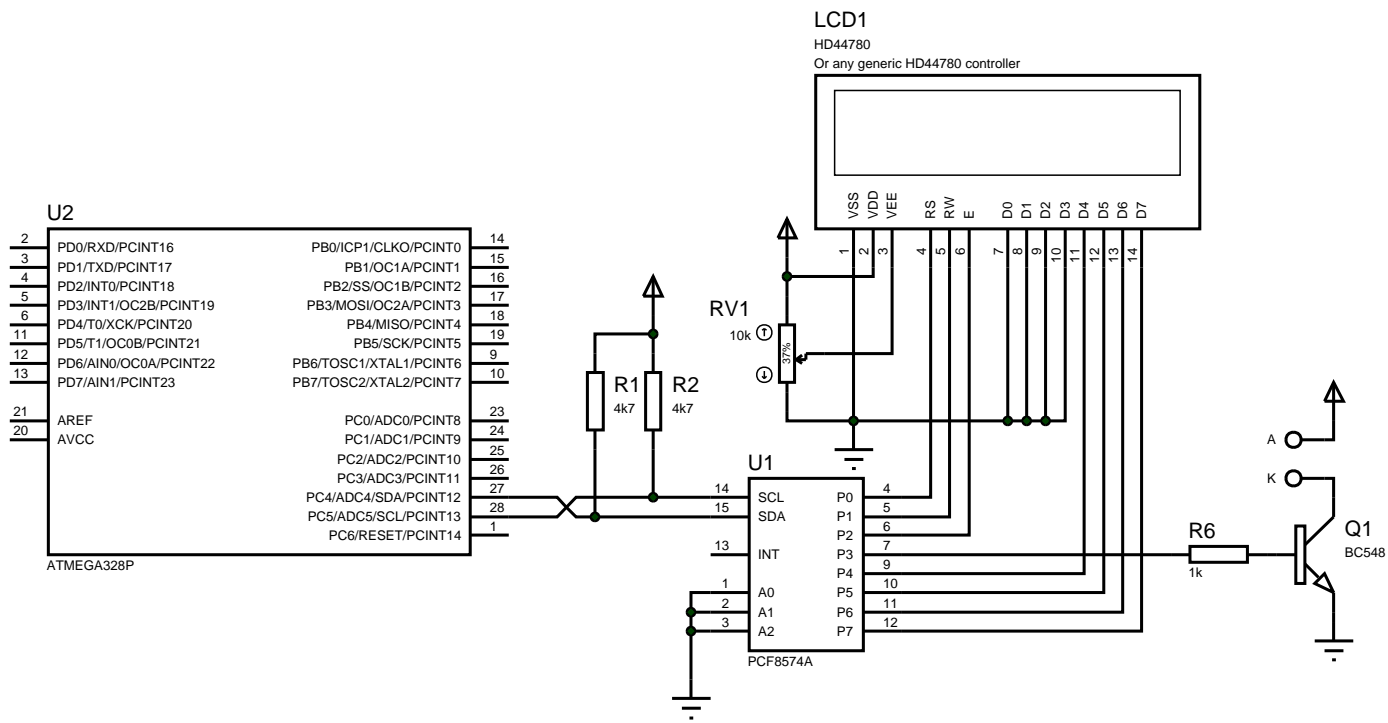 LCD1
HD44780
Or any generic HD44780 controller
VSS
VDD
VEE
RS
RW
E
D0
D1
D2
D3
D4
D5
D6
D7
1
2
3
4
5
6
7
8
9
10
11
12
13
14
U2
2 PD0/RXD/PCINT16 PB0/ICP1/CLKO/PCINT0 14
3 PD1/TXD/PCINT17 PB1/OC1A/PCINT1 15
4 PD2/INT0/PCINT18 PB2/SS/OC1B/PCINT2 16
5 PD3/INT1/OC2B/PCINT19 PB3/MOSI/OC2A/PCINT3 17
6 PD4/T0/XCK/PCINT20 PB4/MISO/PCINT4 18
11 PD5/T1/OC0B/PCINT21 PB5/SCK/PCINT5 19
12 PD6/AIN0/OC0A/PCINT22 PB6/TOSC1/XTAL1/PCINT6 9
13 PD7/AIN1/PCINT23 PB7/TOSC2/XTAL2/PCINT7 10
21 AREF PC0/ADC0/PCINT8 23
20 AVCC PC1/ADC1/PCINT9 24
PC2/ADC2/PCINT10 25
PC3/ADC3/PCINT11 26
PC4/ADC4/SDA/PCINT12 27
PC5/ADC5/SCL/PCINT13 28
PC6/RESET/PCINT14 1
ATMEGA328P
R1
4k7
R2
4k7
RV1
10k
37%
U1
14 SCL P0 4
15 SDA P1 5
P2 6
13 INT P3 7
P4 9
1 A0 P5 10
2 A1 P6 11
3 A2 P7 12
PCF8574A
R6
1k
A
K
Q1
BC548